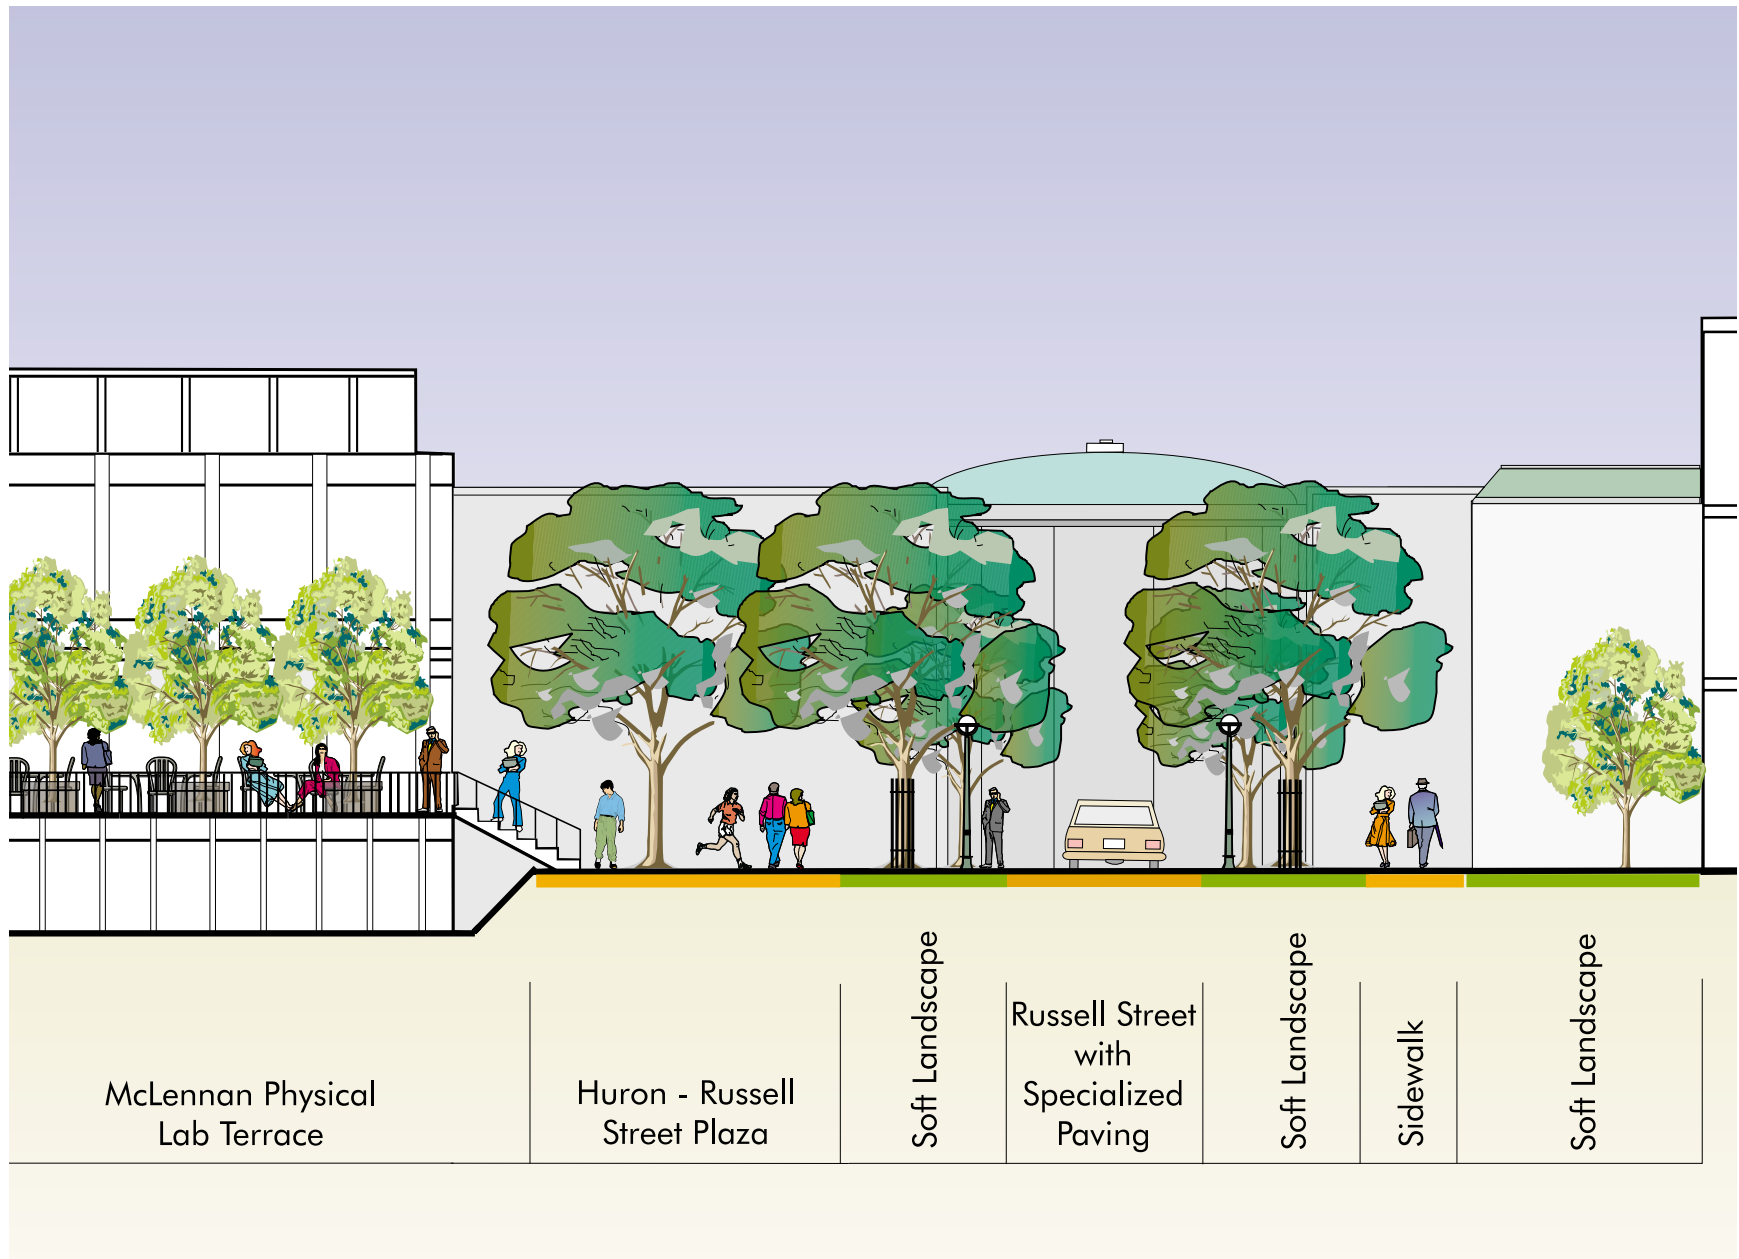 McLennan Physical
Lab Terrace
Huron - Russell
Street Plaza
Soft Landscape
Russell Street
with
Specialized
Paving
Soft Landscape
Sidewalk
Soft Landscape